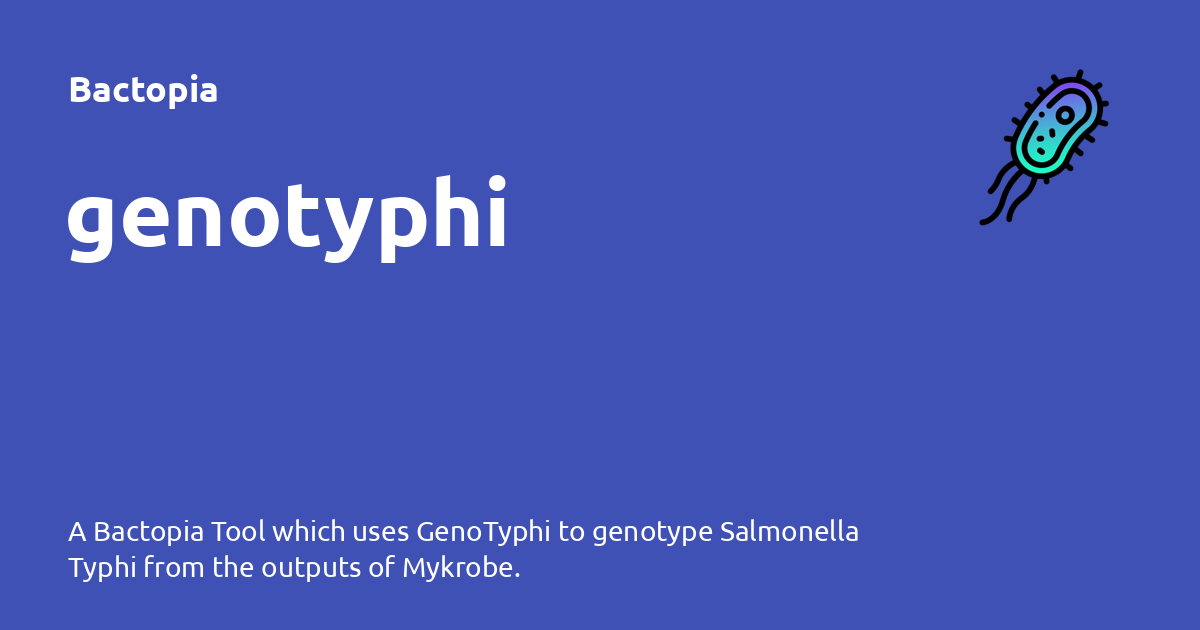 Bactopia
genotyphi
A Bactopia Tool which uses GenoTyphi to genotype Salmonella
Typhi from the outputs of Mykrobe.